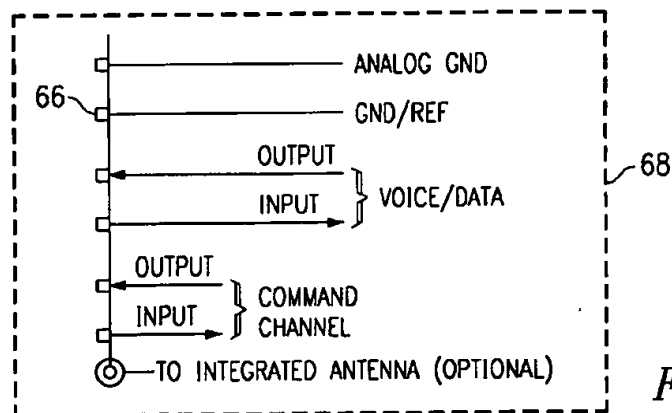 ANALOG GND
66
GND/REF
OUTPUT
68
VOICE/DATA
INPUT
OUTPUT
COMMAND
INPUT
CHANNEL
TO INTEGRATED ANTENNA (OPTIONAL)